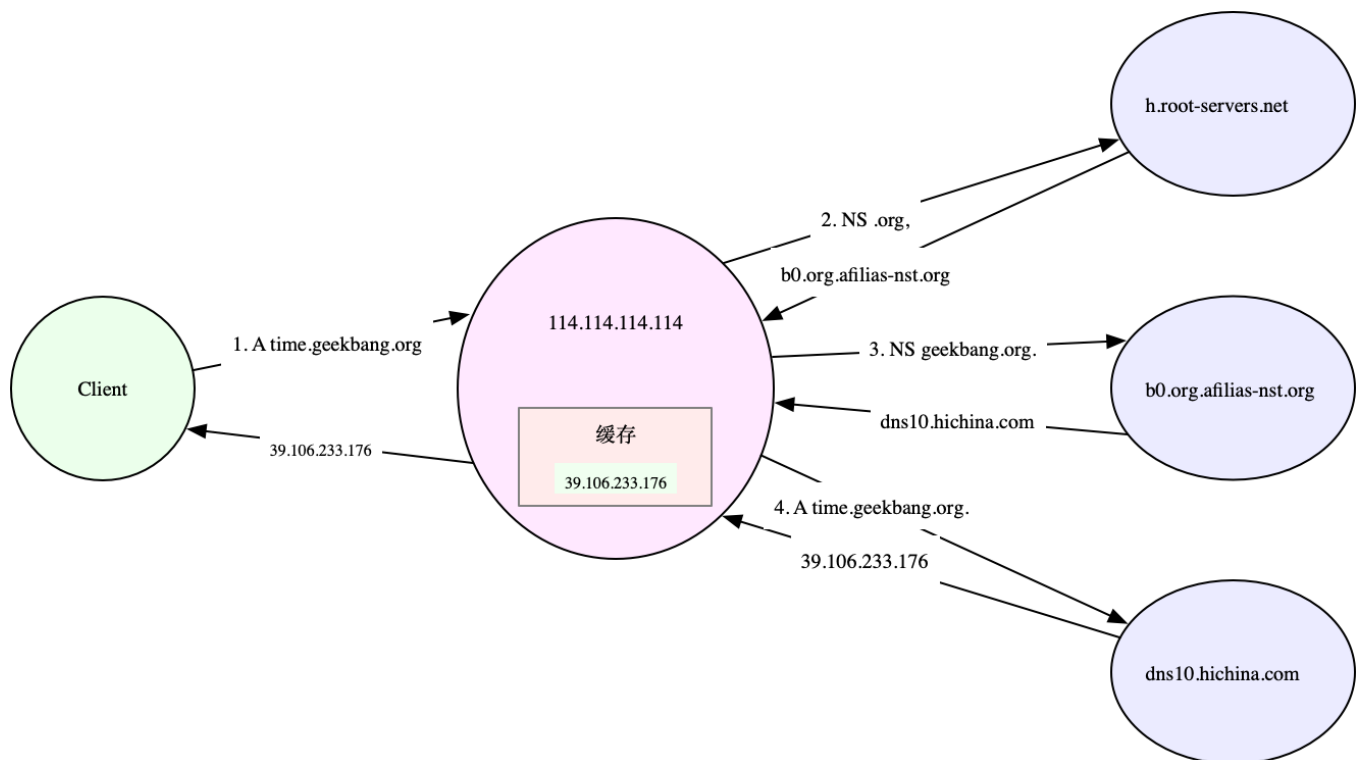 h.root-servers.net
2. NS .org,
b0.org.afilias-nst.org
114.114.114.114
1. A time.geekbang.org
3. NS geekbang.org.
Client
b0.org.afilias-nst.org
dns10.hichina.com
缓存
39.106.233.176
39.106.233.176
4. A time.geekbang.org.
39.106.233.176
dns10.hichina.com